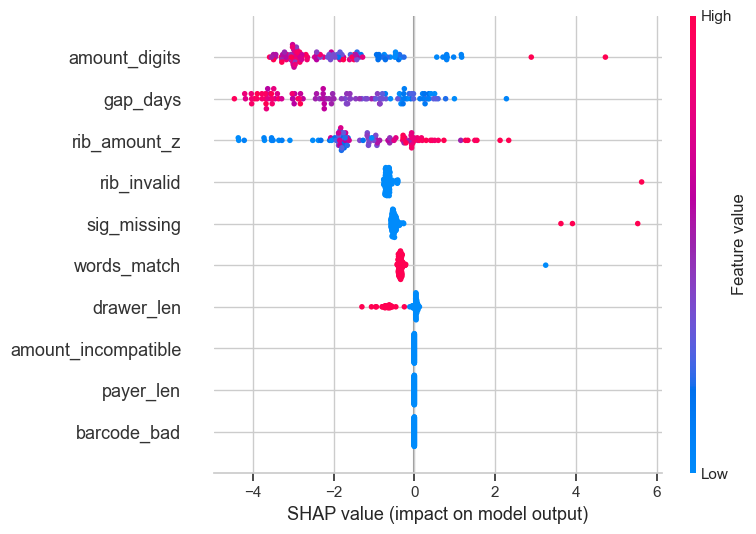 High
amount_digits
gap_days
rib_amount_z
rib_invalid
sig_missing
words_match
drawer_len
amount_incompatible
payer_len
barcode_bad
Feature value
Low
−4 −2 0 2 4 6
SHAP value (impact on model output)